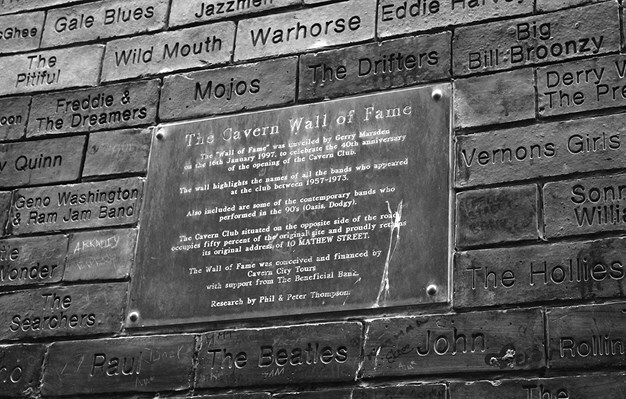 Gale Blues
Jazzmen
Eddie Harvey
The
Pitiful
Wild Mouth
Warhorse
Big
Bill Broonzy
Freddie &
The Dreamers
Mojos
The Drifters
Derry
The
Quinn
Vernons Girls
Geno Washington
& Ram Jam Band
The Cavern Wall of Fame
The "Wall of Fame" was unveiled by Gerry Marsden
on the 16th January 1997, to celebrate the 40th anniversary
of the opening of the Cavern Club.
The wall highlights the names of all the bands who appeared
at the club between 1957-1973.
Also included are some of the contemporary bands who
performed in the 90's (Oasis, Dodgy).
The Cavern Club situated on the opposite side of the road,
occupies fifty percent of the original site and proudly retains
its original address of 10 MATHEW STREET.
The Wall of Fame was conceived and financed by
Cavern City Tours
with support from The Beneficial Bank.
Research by Phil & Peter Thompson
Wonder
The Hollies
The
Searchers
Paul
The Beatles
John
The